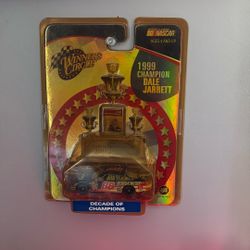 WINNER'S CIRCLE
NASCAR
1999
CHAMPION
DALE
JARRETT
DECADE OF
CHAMPIONS